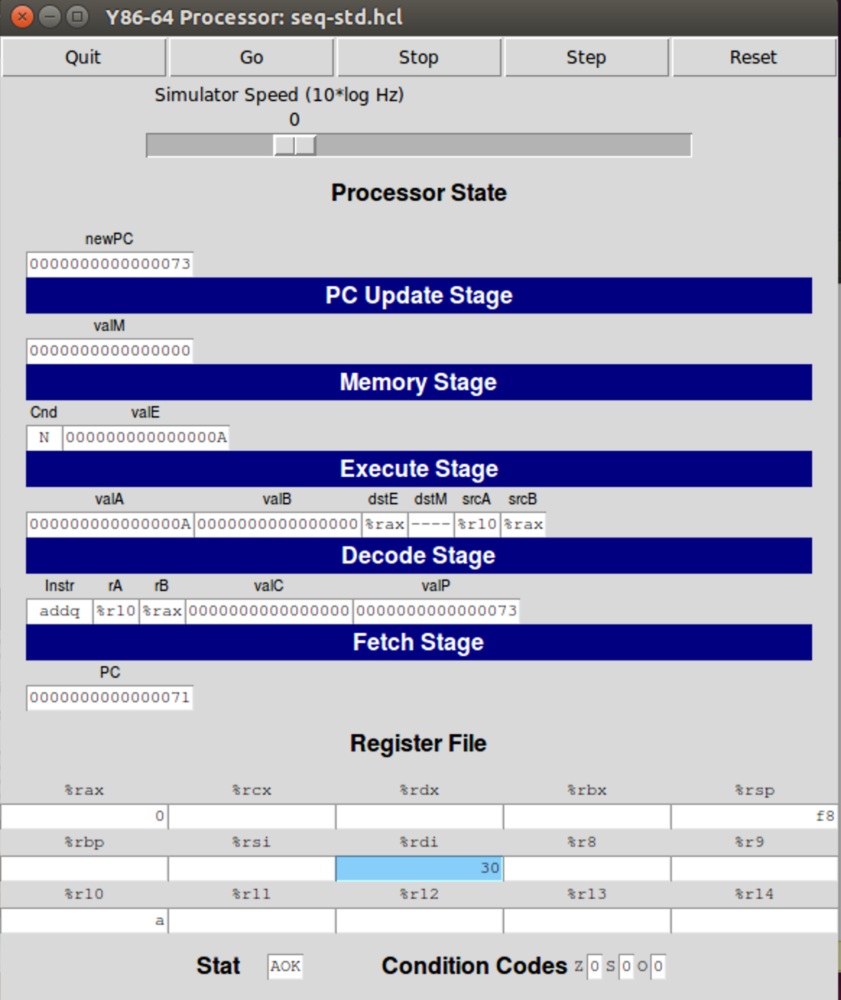 Y86-64 Processor: seq-std.hcl
Quit Go Stop Step Reset
Simulator Speed (10*log Hz)
0
Processor State
newPC
0000000000000073
PC Update Stage
valM
0000000000000000
Memory Stage
Cnd valE
N 000000000000000A
Execute Stage
valA valB dstE dstM srcA srcB
000000000000000A 0000000000000000 %rax ---- %r10 %rax
Decode Stage
Instr rA rB valC valP
addq %r10 %rax 0000000000000000 0000000000000073
Fetch Stage
PC
0000000000000071
Register File
%rax %rcx %rdx %rbx %rsp
0 f8
%rbp %rsi %rdi %r8 %r9
30
%r10 %r11 %r12 %r13 %r14
a
Stat AOK Condition Codes Z 0 S 0 O 0